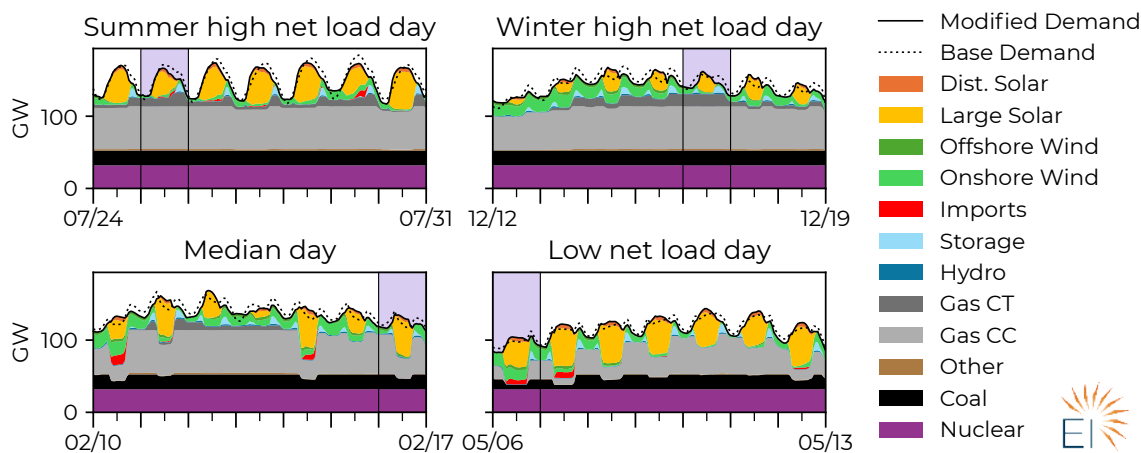 Summer high net load day
Winter high net load day
GW
100
0
07/24
07/31
12/12
12/19
Median day
Low net load day
GW
100
0
02/10
02/17
05/06
05/13
Modified Demand
Base Demand
Dist. Solar
Large Solar
Offshore Wind
Onshore Wind
Imports
Storage
Hydro
Gas CT
Gas CC
Other
Coal
Nuclear
EI